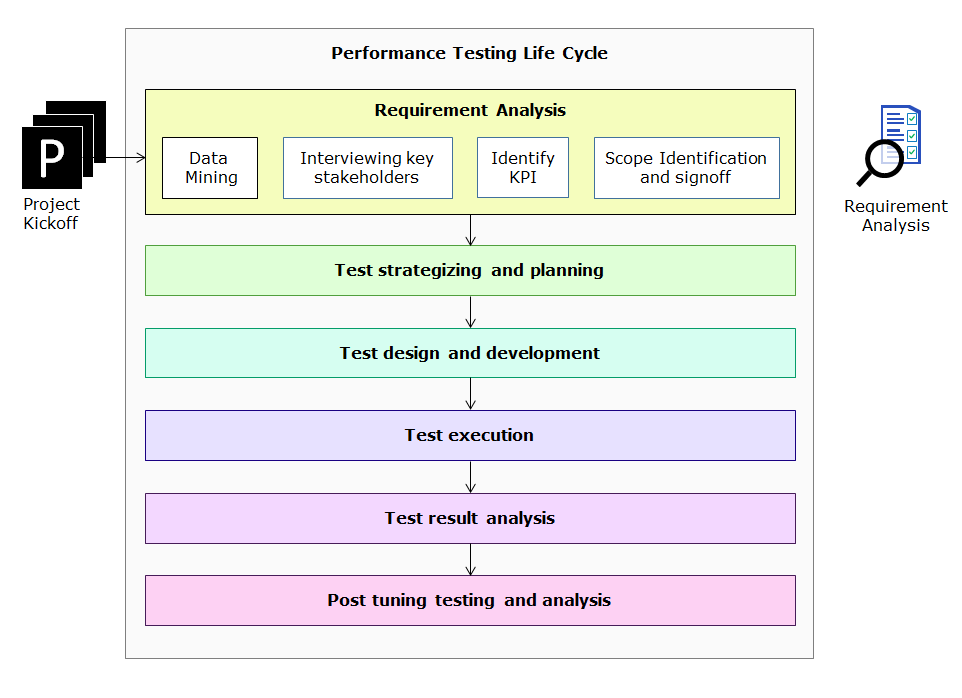 Performance Testing Life Cycle
Requirement Analysis
P
Project
Kickoff
Data
Mining
Interviewing key
stakeholders
Identify
KPI
Scope Identification
and signoff
Requirement
Analysis
Test strategizing and planning
Test design and development
Test execution
Test result analysis
Post tuning testing and analysis